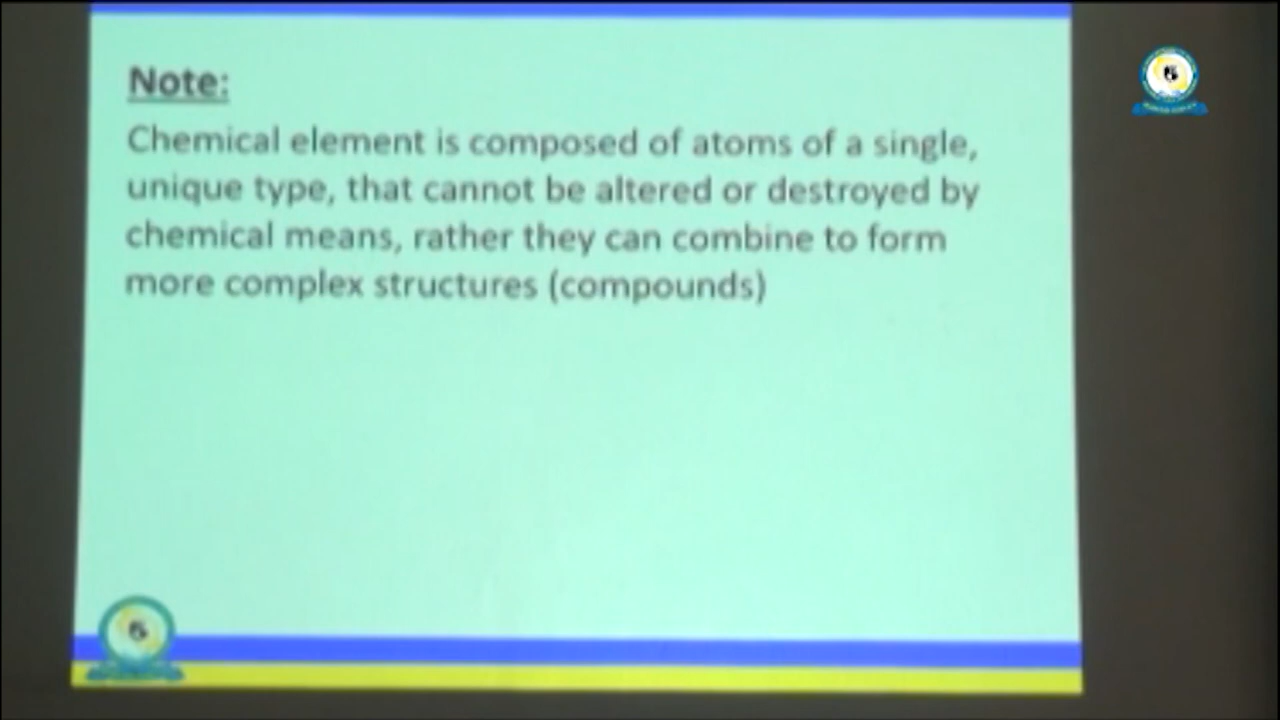 Note:
Chemical element is composed of atoms of a single,
unique type, that cannot be altered or destroyed by
chemical means, rather they can combine to form
more complex structures (compounds)